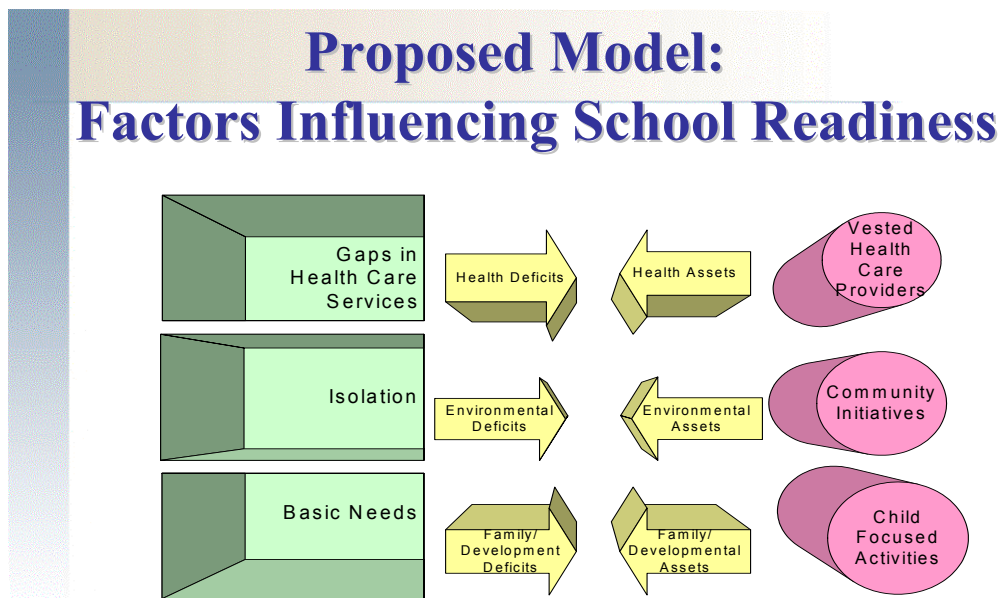 Proposed Model:
Factors Influencing School Readiness
Gaps in
Health Care
Services
Health Deficits
Health Assets
Vested
Health
Care
Providers
Isolation
Environmental
Deficits
Environmental
Assets
Community
Initiatives
Basic Needs
Family/
Development
Deficits
Family/
Developmental
Assets
Child
Focused
Activities